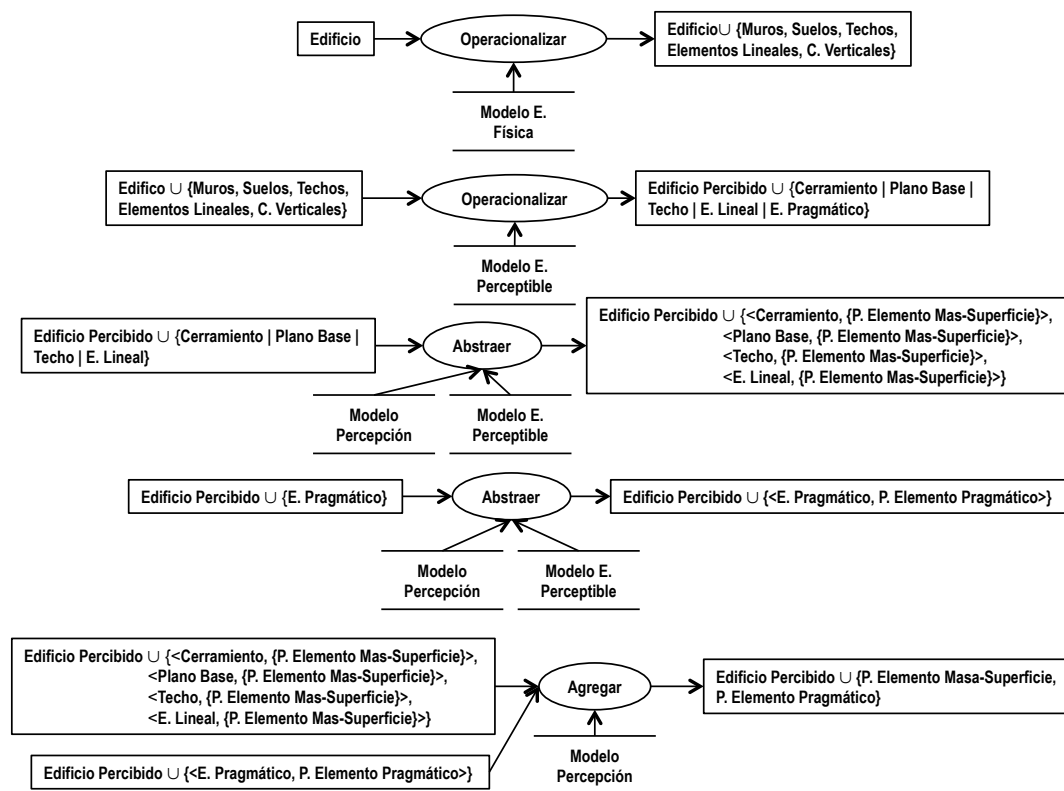 Edificio
Operacionalizar
Edificio∪ {Muros, Suelos, Techos,
Elementos Lineales, C. Verticales}
Modelo E.
Física
Edifico ∪ {Muros, Suelos, Techos,
Elementos Lineales, C. Verticales}
Operacionalizar
Edificio Percibido ∪ {Cerramiento | Plano Base |
Techo | E. Lineal | E. Pragmático}
Modelo E.
Perceptible
Edificio Percibido ∪ {Cerramiento | Plano Base |
Techo | E. Lineal}
Abstraer
Edificio Percibido ∪ {<Cerramiento, {P. Elemento Mas-Superficie}>,
<Plano Base, {P. Elemento Mas-Superficie}>,
<Techo, {P. Elemento Mas-Superficie}>,
<E. Lineal, {P. Elemento Mas-Superficie}>}
Modelo
Percepción
Modelo E.
Perceptible
Edificio Percibido ∪ {E. Pragmático}
Abstraer
Edificio Percibido ∪ {<E. Pragmático, P. Elemento Pragmático>}
Modelo
Percepción
Modelo E.
Perceptible
Edificio Percibido ∪ {<Cerramiento, {P. Elemento Mas-Superficie}>,
<Plano Base, {P. Elemento Mas-Superficie}>,
<Techo, {P. Elemento Mas-Superficie}>,
<E. Lineal, {P. Elemento Mas-Superficie}>}
Agregar
Edificio Percibido ∪ {P. Elemento Masa-Superficie,
P. Elemento Pragmático}
Edificio Percibido ∪ {<E. Pragmático, P. Elemento Pragmático>}
Modelo
Percepción